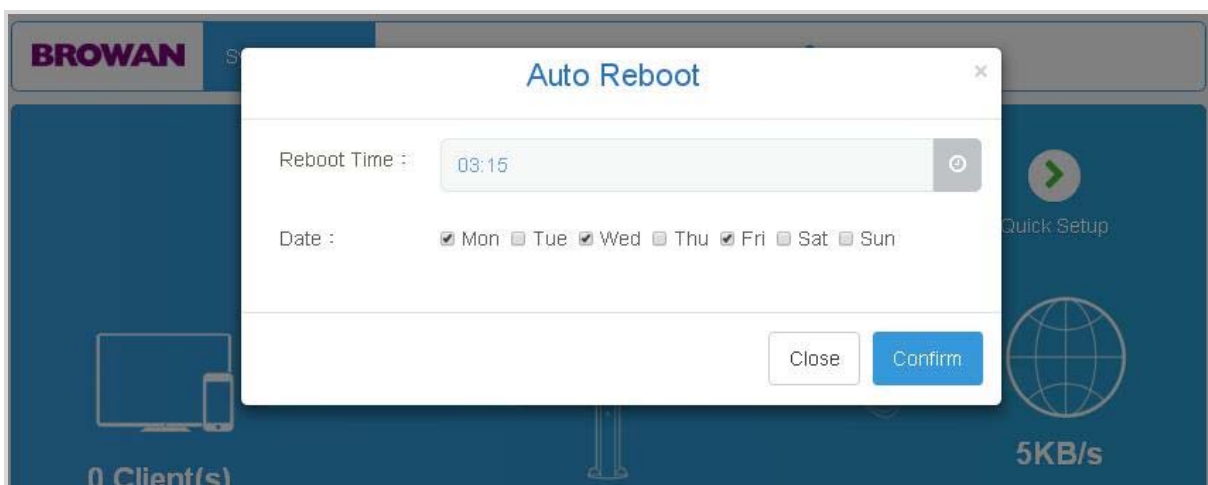 BROWAN S
Auto Reboot ×
Reboot Time : 03:15
Date : Mon Tue Wed Thu Fri Sat Sun
Quick Setup
Close Confirm
5KB/s
0 Client(s)